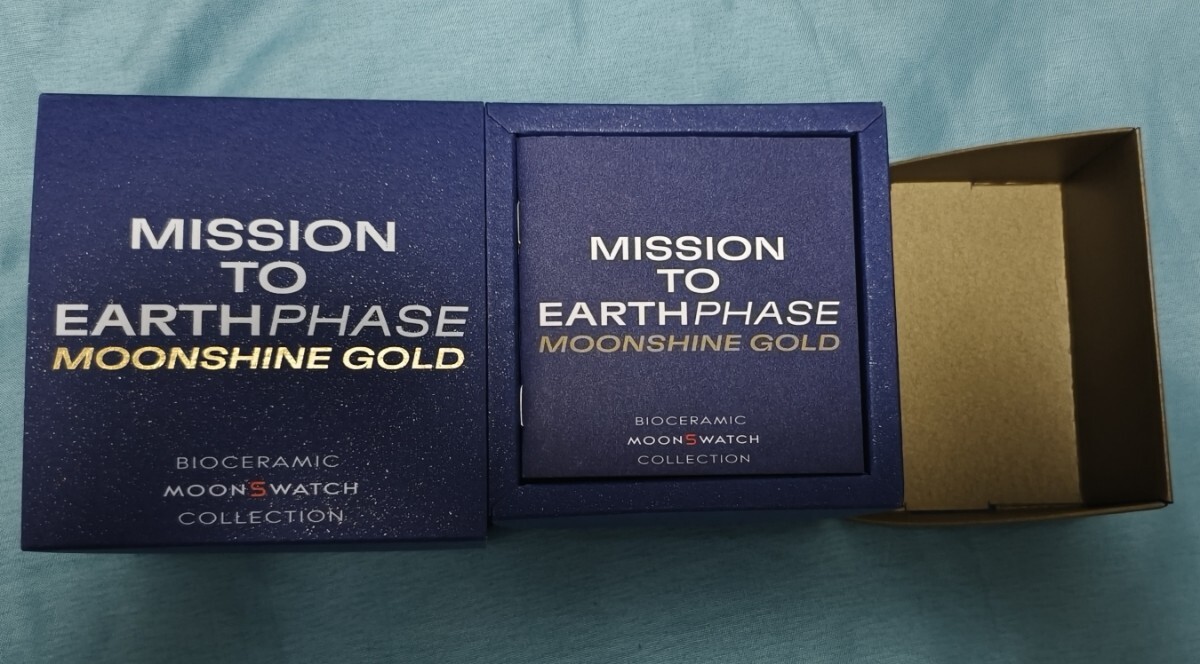 MISSION
TO
EARTHPHASE
MOONSHINE GOLD
BIOCERAMIC
MOONSWATCH
COLLECTION
MISSION
TO
EARTHPHASE
MOONSHINE GOLD
BIOCERAMIC
MOONSWATCH
COLLECTION